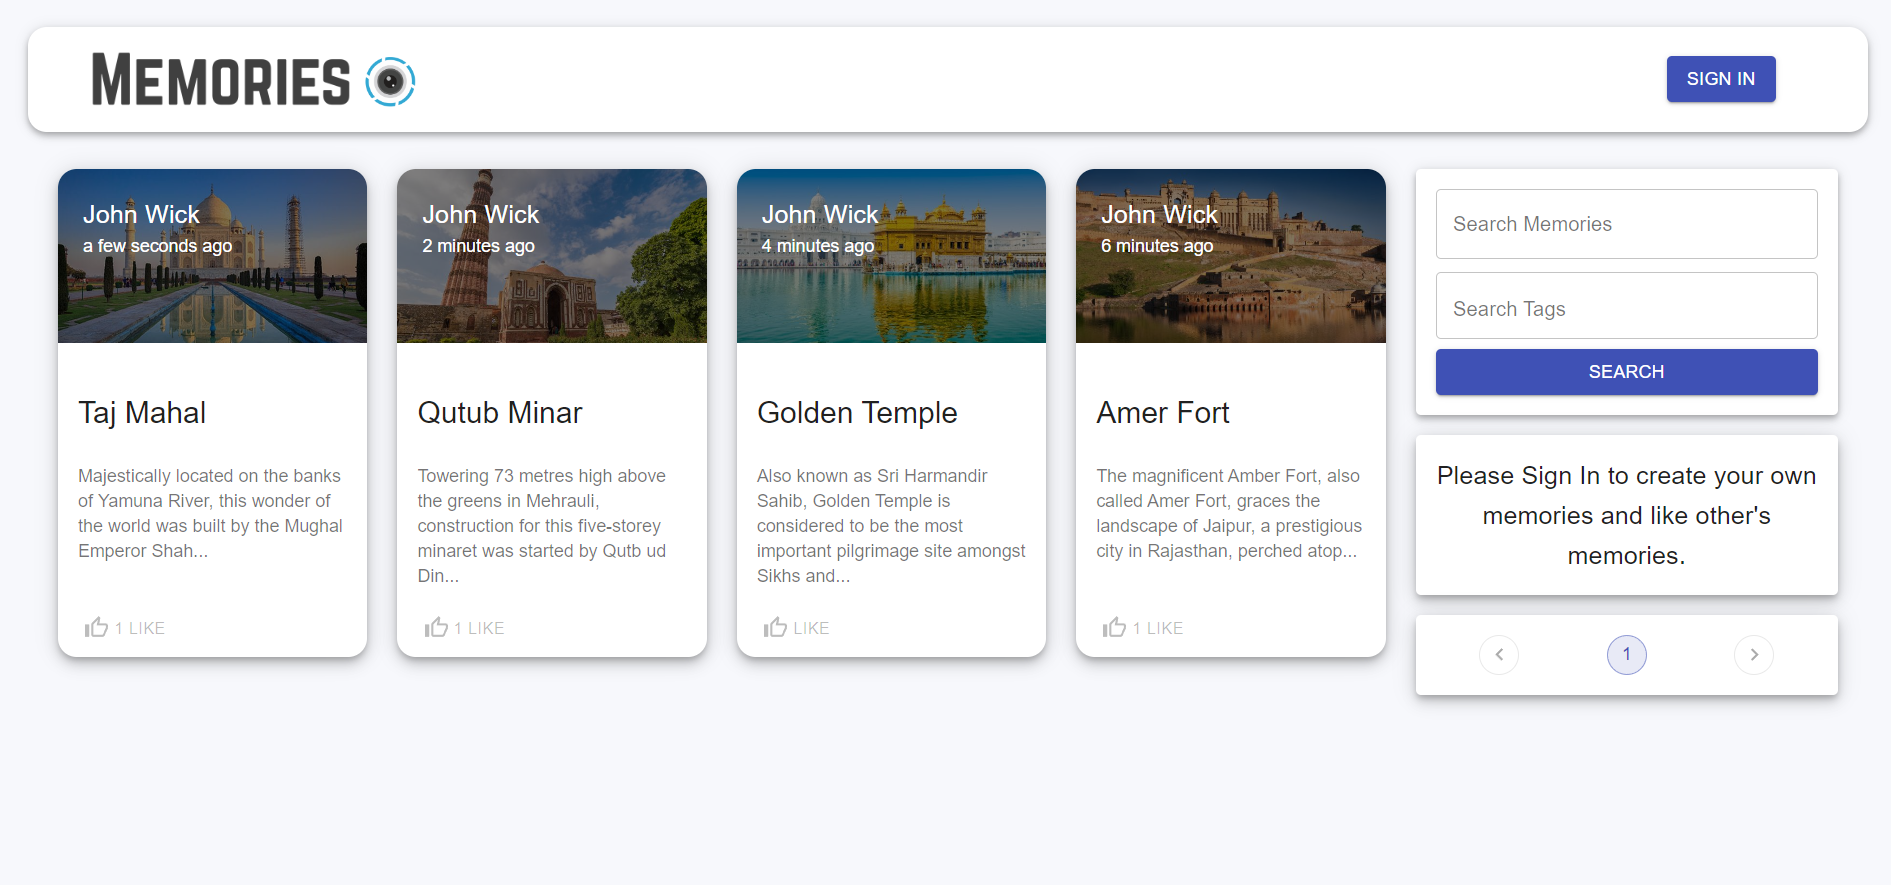 MEMORIES
SIGN IN
John Wick
a few seconds ago
Taj Mahal
Majestically located on the banks
of Yamuna River, this wonder of
the world was built by the Mughal
Emperor Shah...
1 LIKE
John Wick
2 minutes ago
Qutub Minar
Towering 73 metres high above
the greens in Mehrauli,
construction for this five-storey
minaret was started by Qutb ud
Din...
1 LIKE
John Wick
4 minutes ago
Golden Temple
Also known as Sri Harmandir
Sahib, Golden Temple is
considered to be the most
important pilgrimage site amongst
Sikhs and...
LIKE
John Wick
6 minutes ago
Amer Fort
The magnificent Amber Fort, also
called Amer Fort, graces the
landscape of Jaipur, a prestigious
city in Rajasthan, perched atop...
1 LIKE
Search Memories
Search Tags
SEARCH
Please Sign In to create your own
memories and like other's
memories.
1